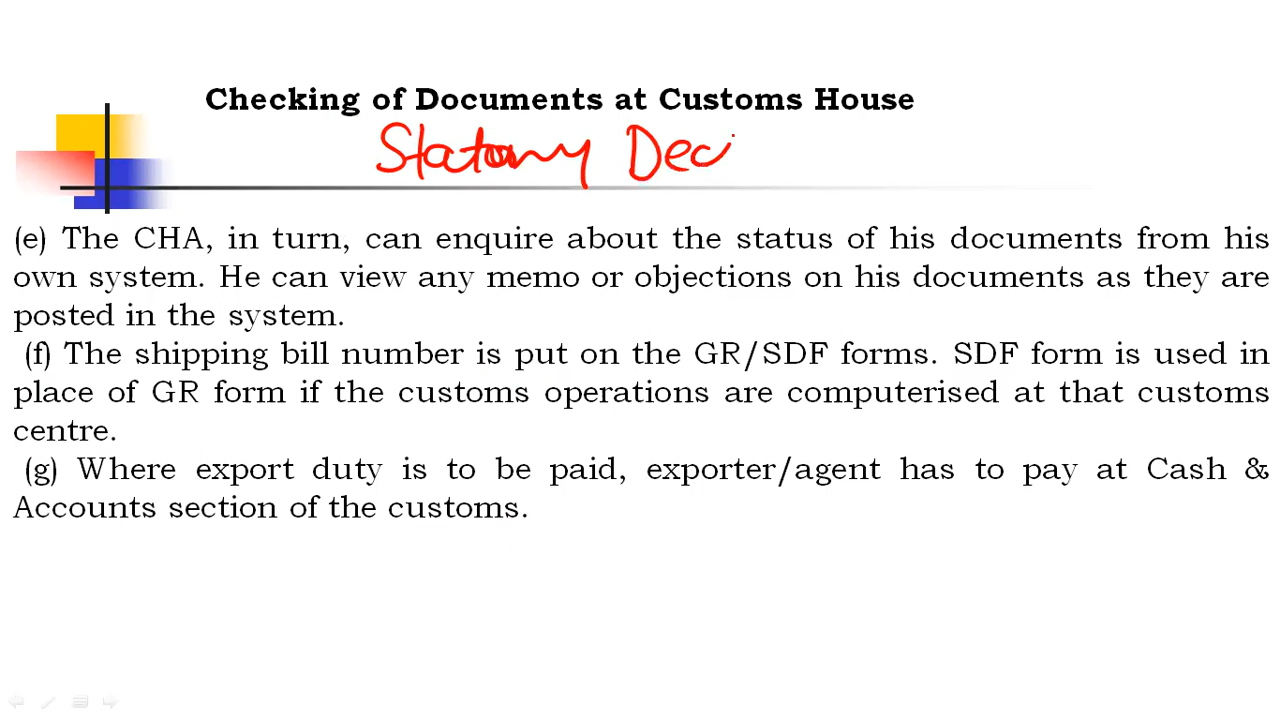 Checking of Documents at Customs House
Statory Dec
(e) The CHA, in turn, can enquire about the status of his documents from his
own system. He can view any memo or objections on his documents as they are
posted in the system.
(f) The shipping bill number is put on the GR/SDF forms. SDF form is used in
place of GR form if the customs operations are computerised at that customs
centre.
(g) Where export duty is to be paid, exporter/agent has to pay at Cash &
Accounts section of the customs.